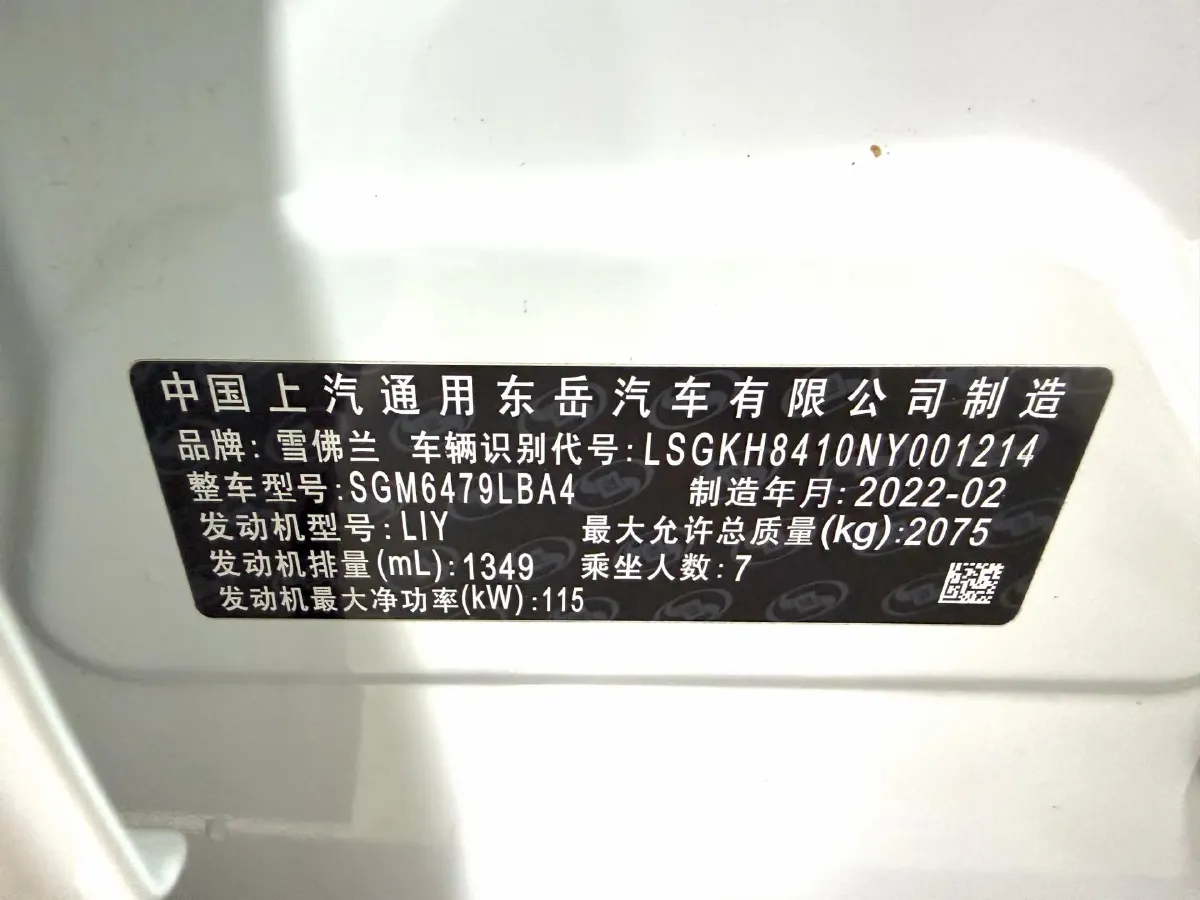 中国上汽通用东岳汽车有限公司制造
品牌: 雪佛兰 车辆识别代号:LSGKH8410NY001214
整车型号:SGM6479LBA4 制造年月: 2022-02
发动机型号:LIY 最大允许总质量(kg):2075
发动机排量(mL):1349 乘坐人数:7
发动机最大净功率(kW):115